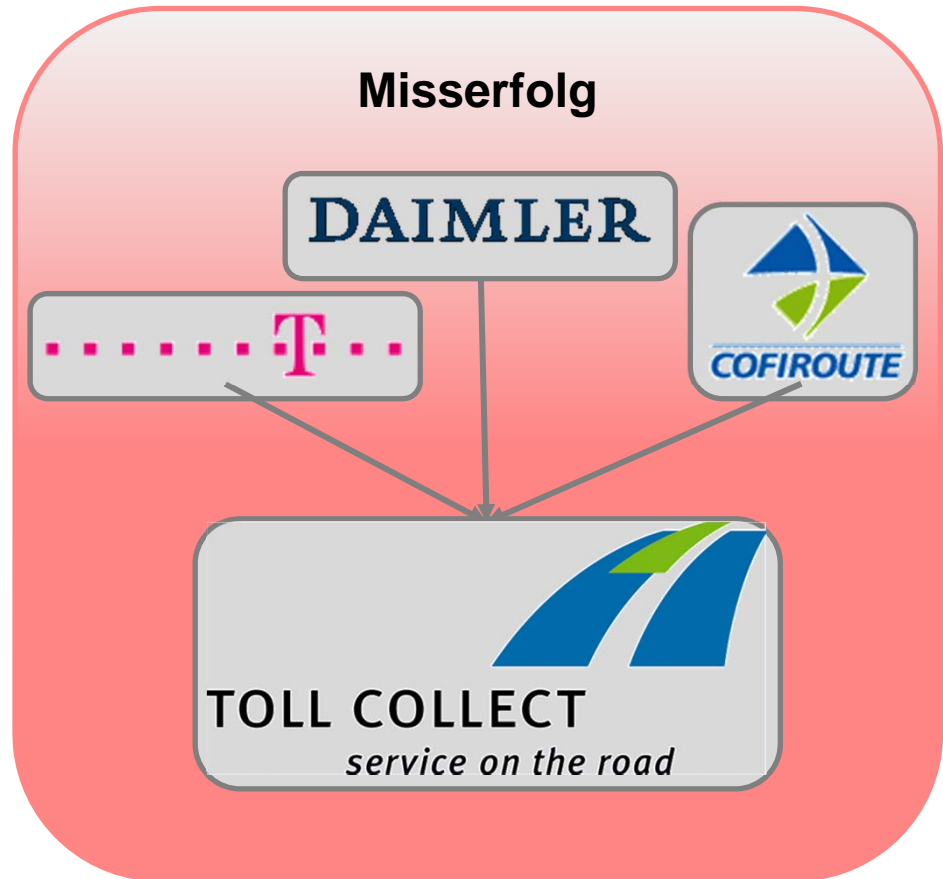 Misserfolg
DAIMLER
T
COFIROUTE
TOLL COLLECT
service on the road